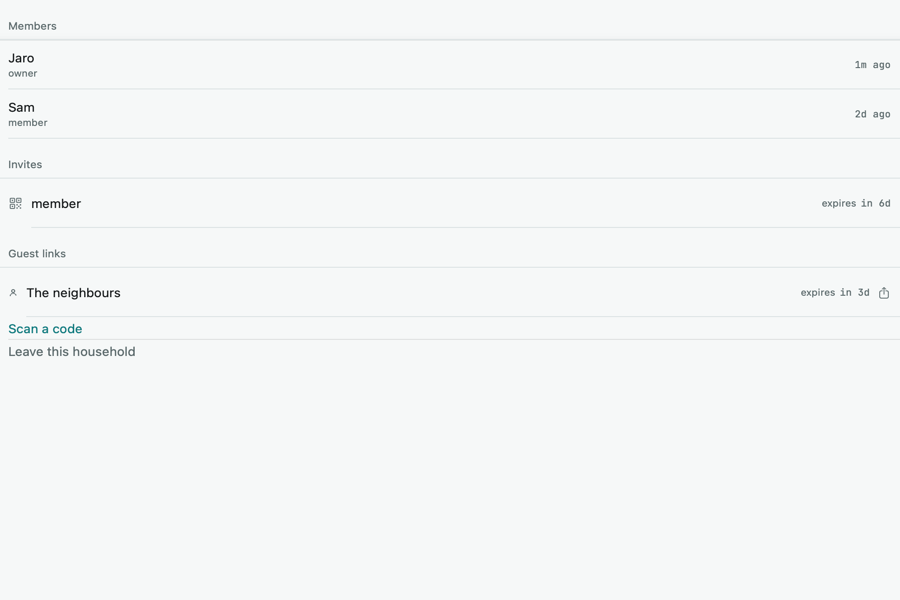 Members
Jaro
owner
1m ago
Sam
member
2d ago
Invites
member
expires in 6d
Guest links
The neighbours
expires in 3d
Scan a code
Leave this household